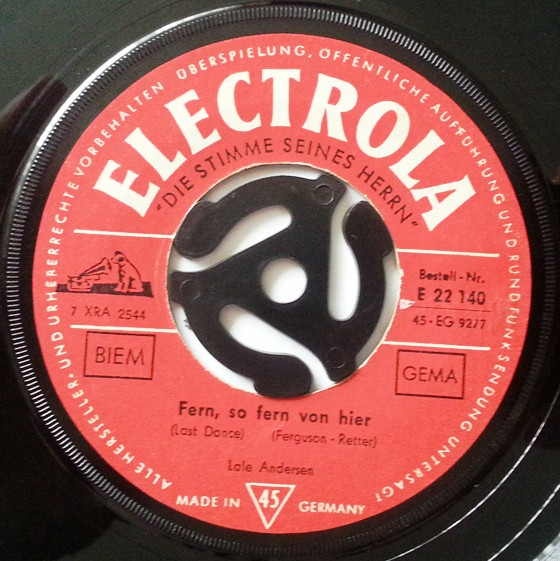 ALLE HERSTELLER- UND URHEBERRECHTE VORBEHALTEN ÜBERSPIELUNG, ÖFFENTLICHE AUFFÜHRUNG UND RUNDFUNKSENDUNG UNTERSAGT
ELECTROLA
"DIE STIMME SEINES HERRN"
Bestell-Nr.
E 22 140
7 XRA 2544
45-EG 9217
BIEM
GEMA
Fern, so fern von hier
(Last Dance) (Ferguson - Retter)
Lale Andersen
MADE IN 45 GERMANY